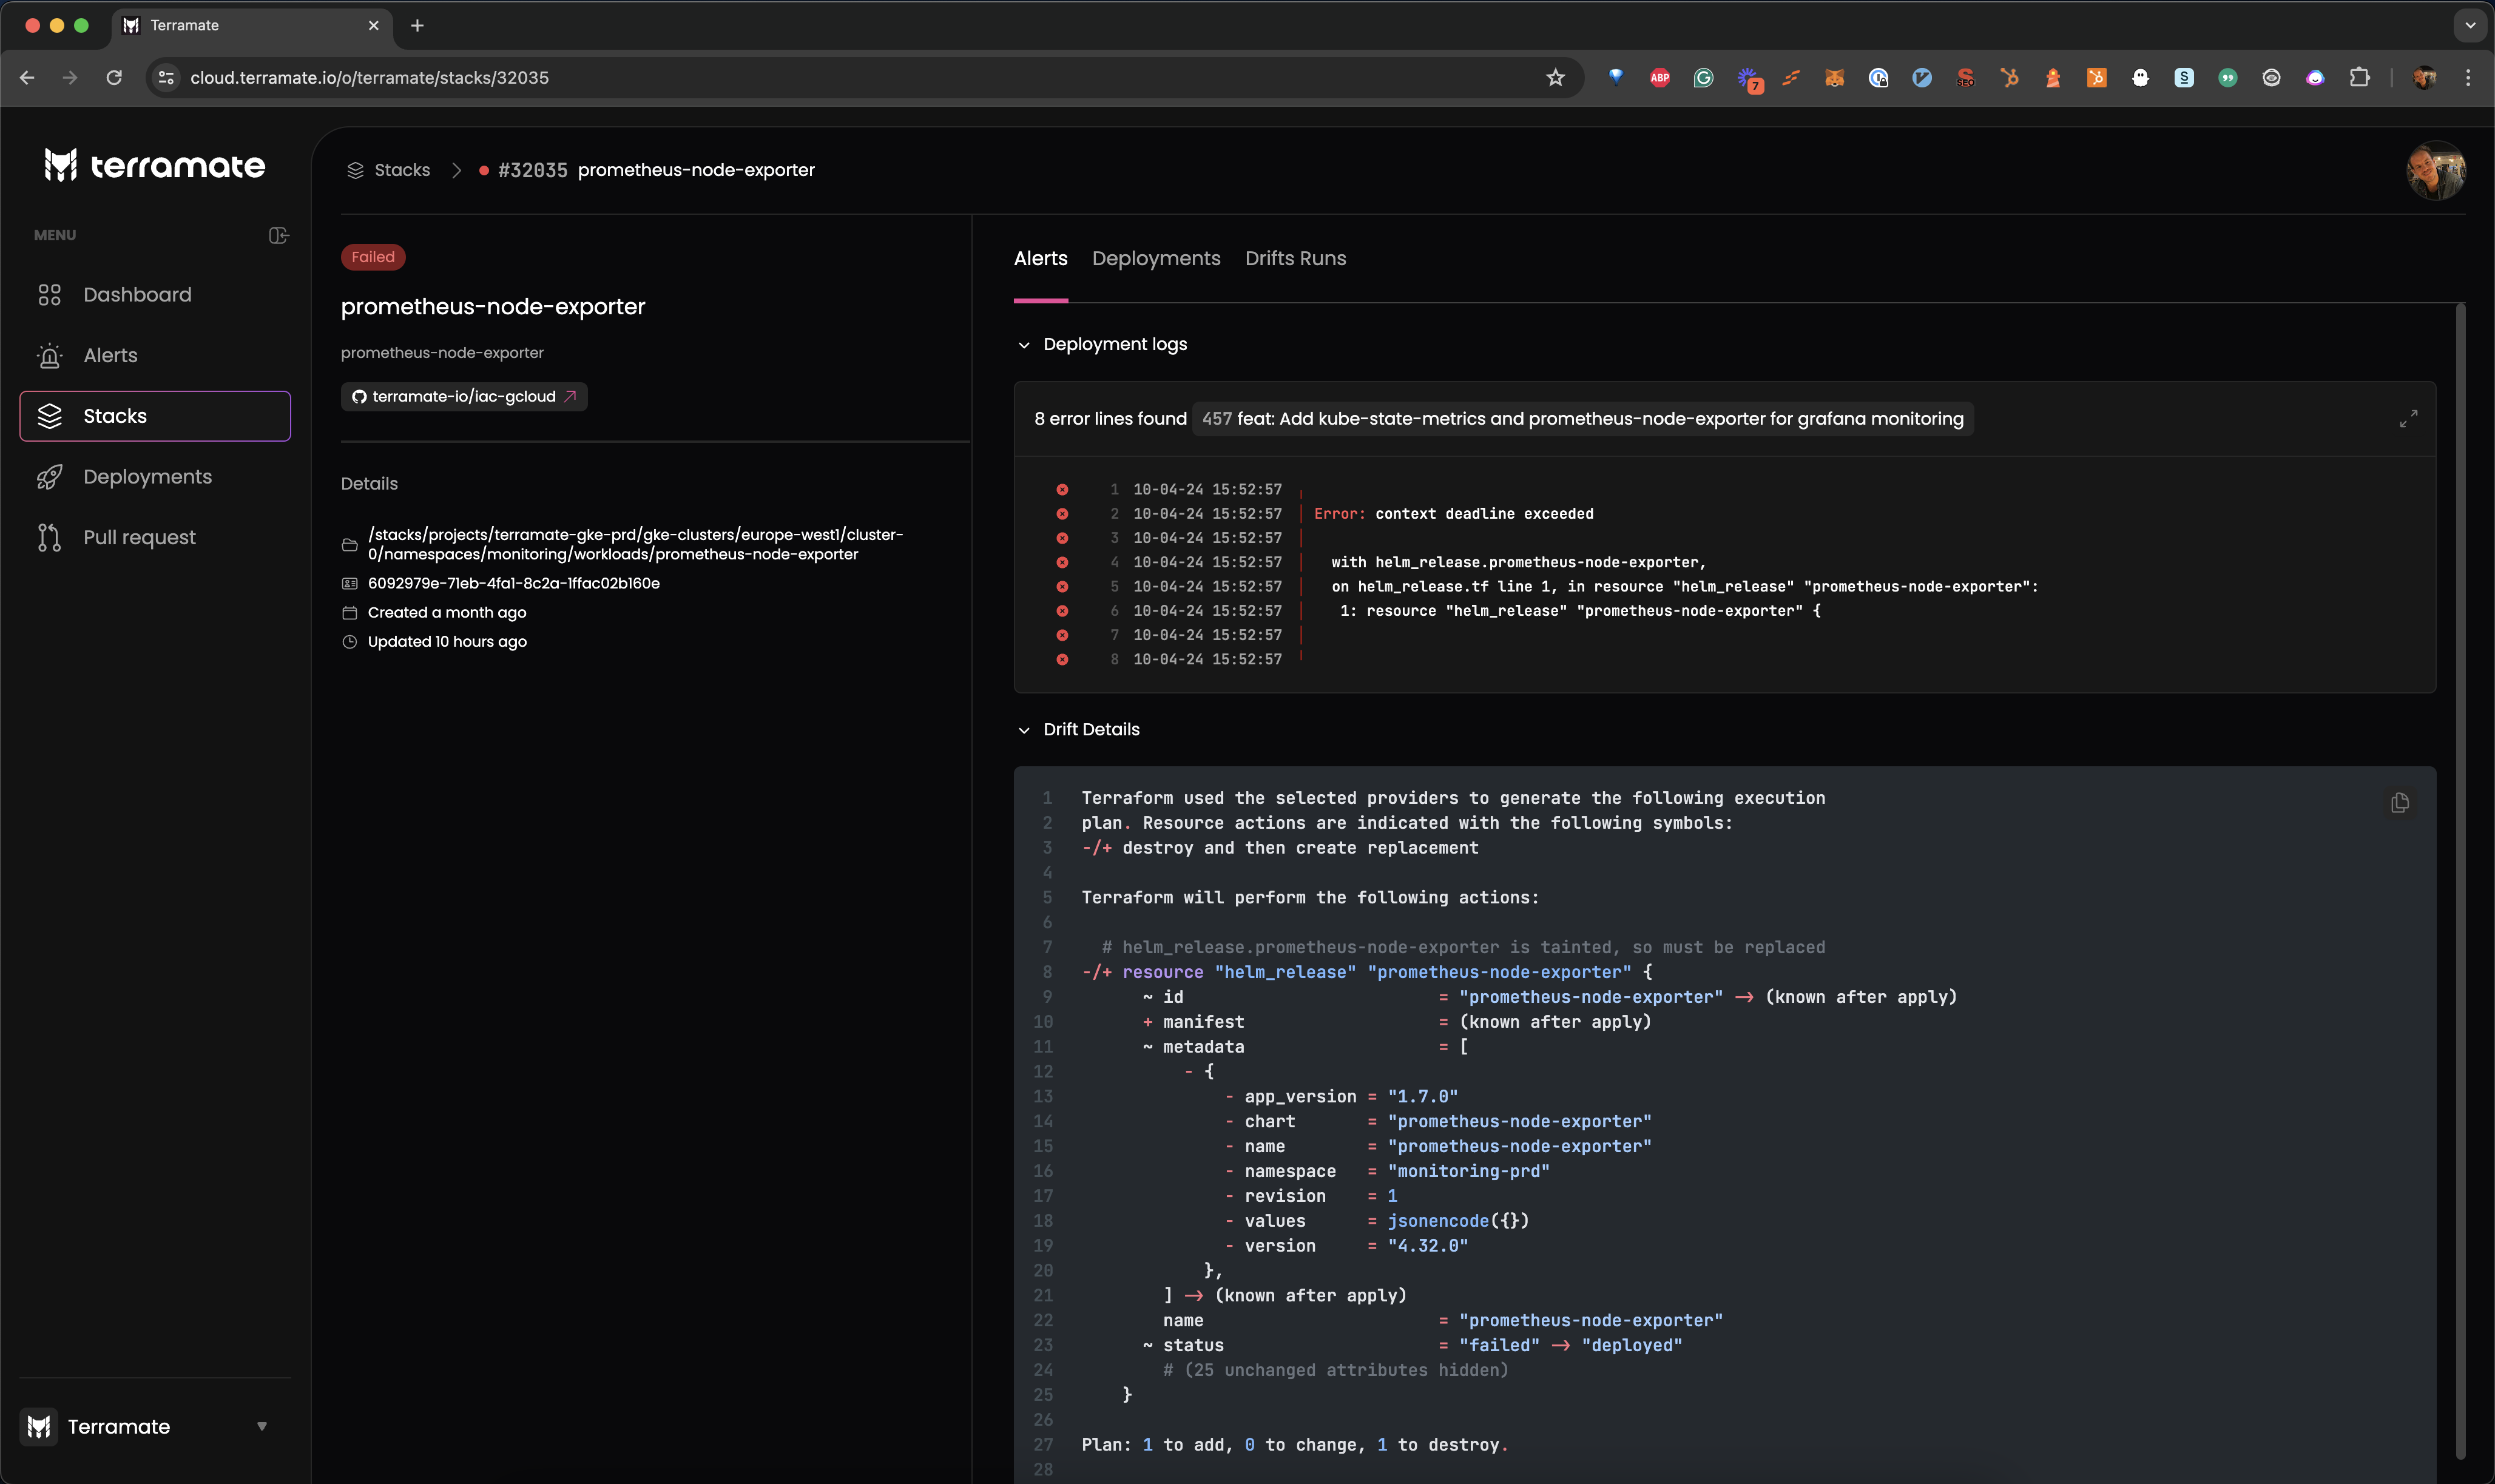 Terramate
cloud.terramate.io/o/terramate/stacks/32035
ABP
7
SEO
S
terramate
Stacks
#32035 prometheus-node-exporter
MENU
Dashboard
Alerts
Stacks
Deployments
Pull request
Terramate
Failed
prometheus-node-exporter
prometheus-node-exporter
terramate-io/iac-gcloud
Details
/stacks/projects/terramate-gke-prd/gke-clusters/europe-west1/cluster-
0/namespaces/monitoring/workloads/prometheus-node-exporter
6092979e-71eb-4fa1-8c2a-1ffac02b160e
Created a month ago
Updated 10 hours ago
Alerts Deployments Drifts Runs
Deployment logs
8 error lines found 457 feat: Add kube-state-metrics and prometheus-node-exporter for grafana monitoring
1 10-04-24 15:52:57
2 10-04-24 15:52:57 Error: context deadline exceeded
3 10-04-24 15:52:57
4 10-04-24 15:52:57 with helm_release.prometheus-node-exporter,
5 10-04-24 15:52:57 on helm_release.tf line 1, in resource "helm_release" "prometheus-node-exporter":
6 10-04-24 15:52:57 1: resource "helm_release" "prometheus-node-exporter" {
7 10-04-24 15:52:57
8 10-04-24 15:52:57
Drift Details
1 Terraform used the selected providers to generate the following execution
2 plan. Resource actions are indicated with the following symbols:
3 -/+ destroy and then create replacement
4
5 Terraform will perform the following actions:
6
7 # helm_release.prometheus-node-exporter is tainted, so must be replaced
8 -/+ resource "helm_release" "prometheus-node-exporter" {
9 ~ id = "prometheus-node-exporter" -> (known after apply)
10 + manifest = (known after apply)
11 ~ metadata = [
12 - {
13 - app_version = "1.7.0"
14 - chart = "prometheus-node-exporter"
15 - name = "prometheus-node-exporter"
16 - namespace = "monitoring-prd"
17 - revision = 1
18 - values = jsonencode({})
19 - version = "4.32.0"
20 },
21 ] -> (known after apply)
22 name = "prometheus-node-exporter"
23 ~ status = "failed" -> "deployed"
24 # (25 unchanged attributes hidden)
25 }
26
27 Plan: 1 to add, 0 to change, 1 to destroy.
28